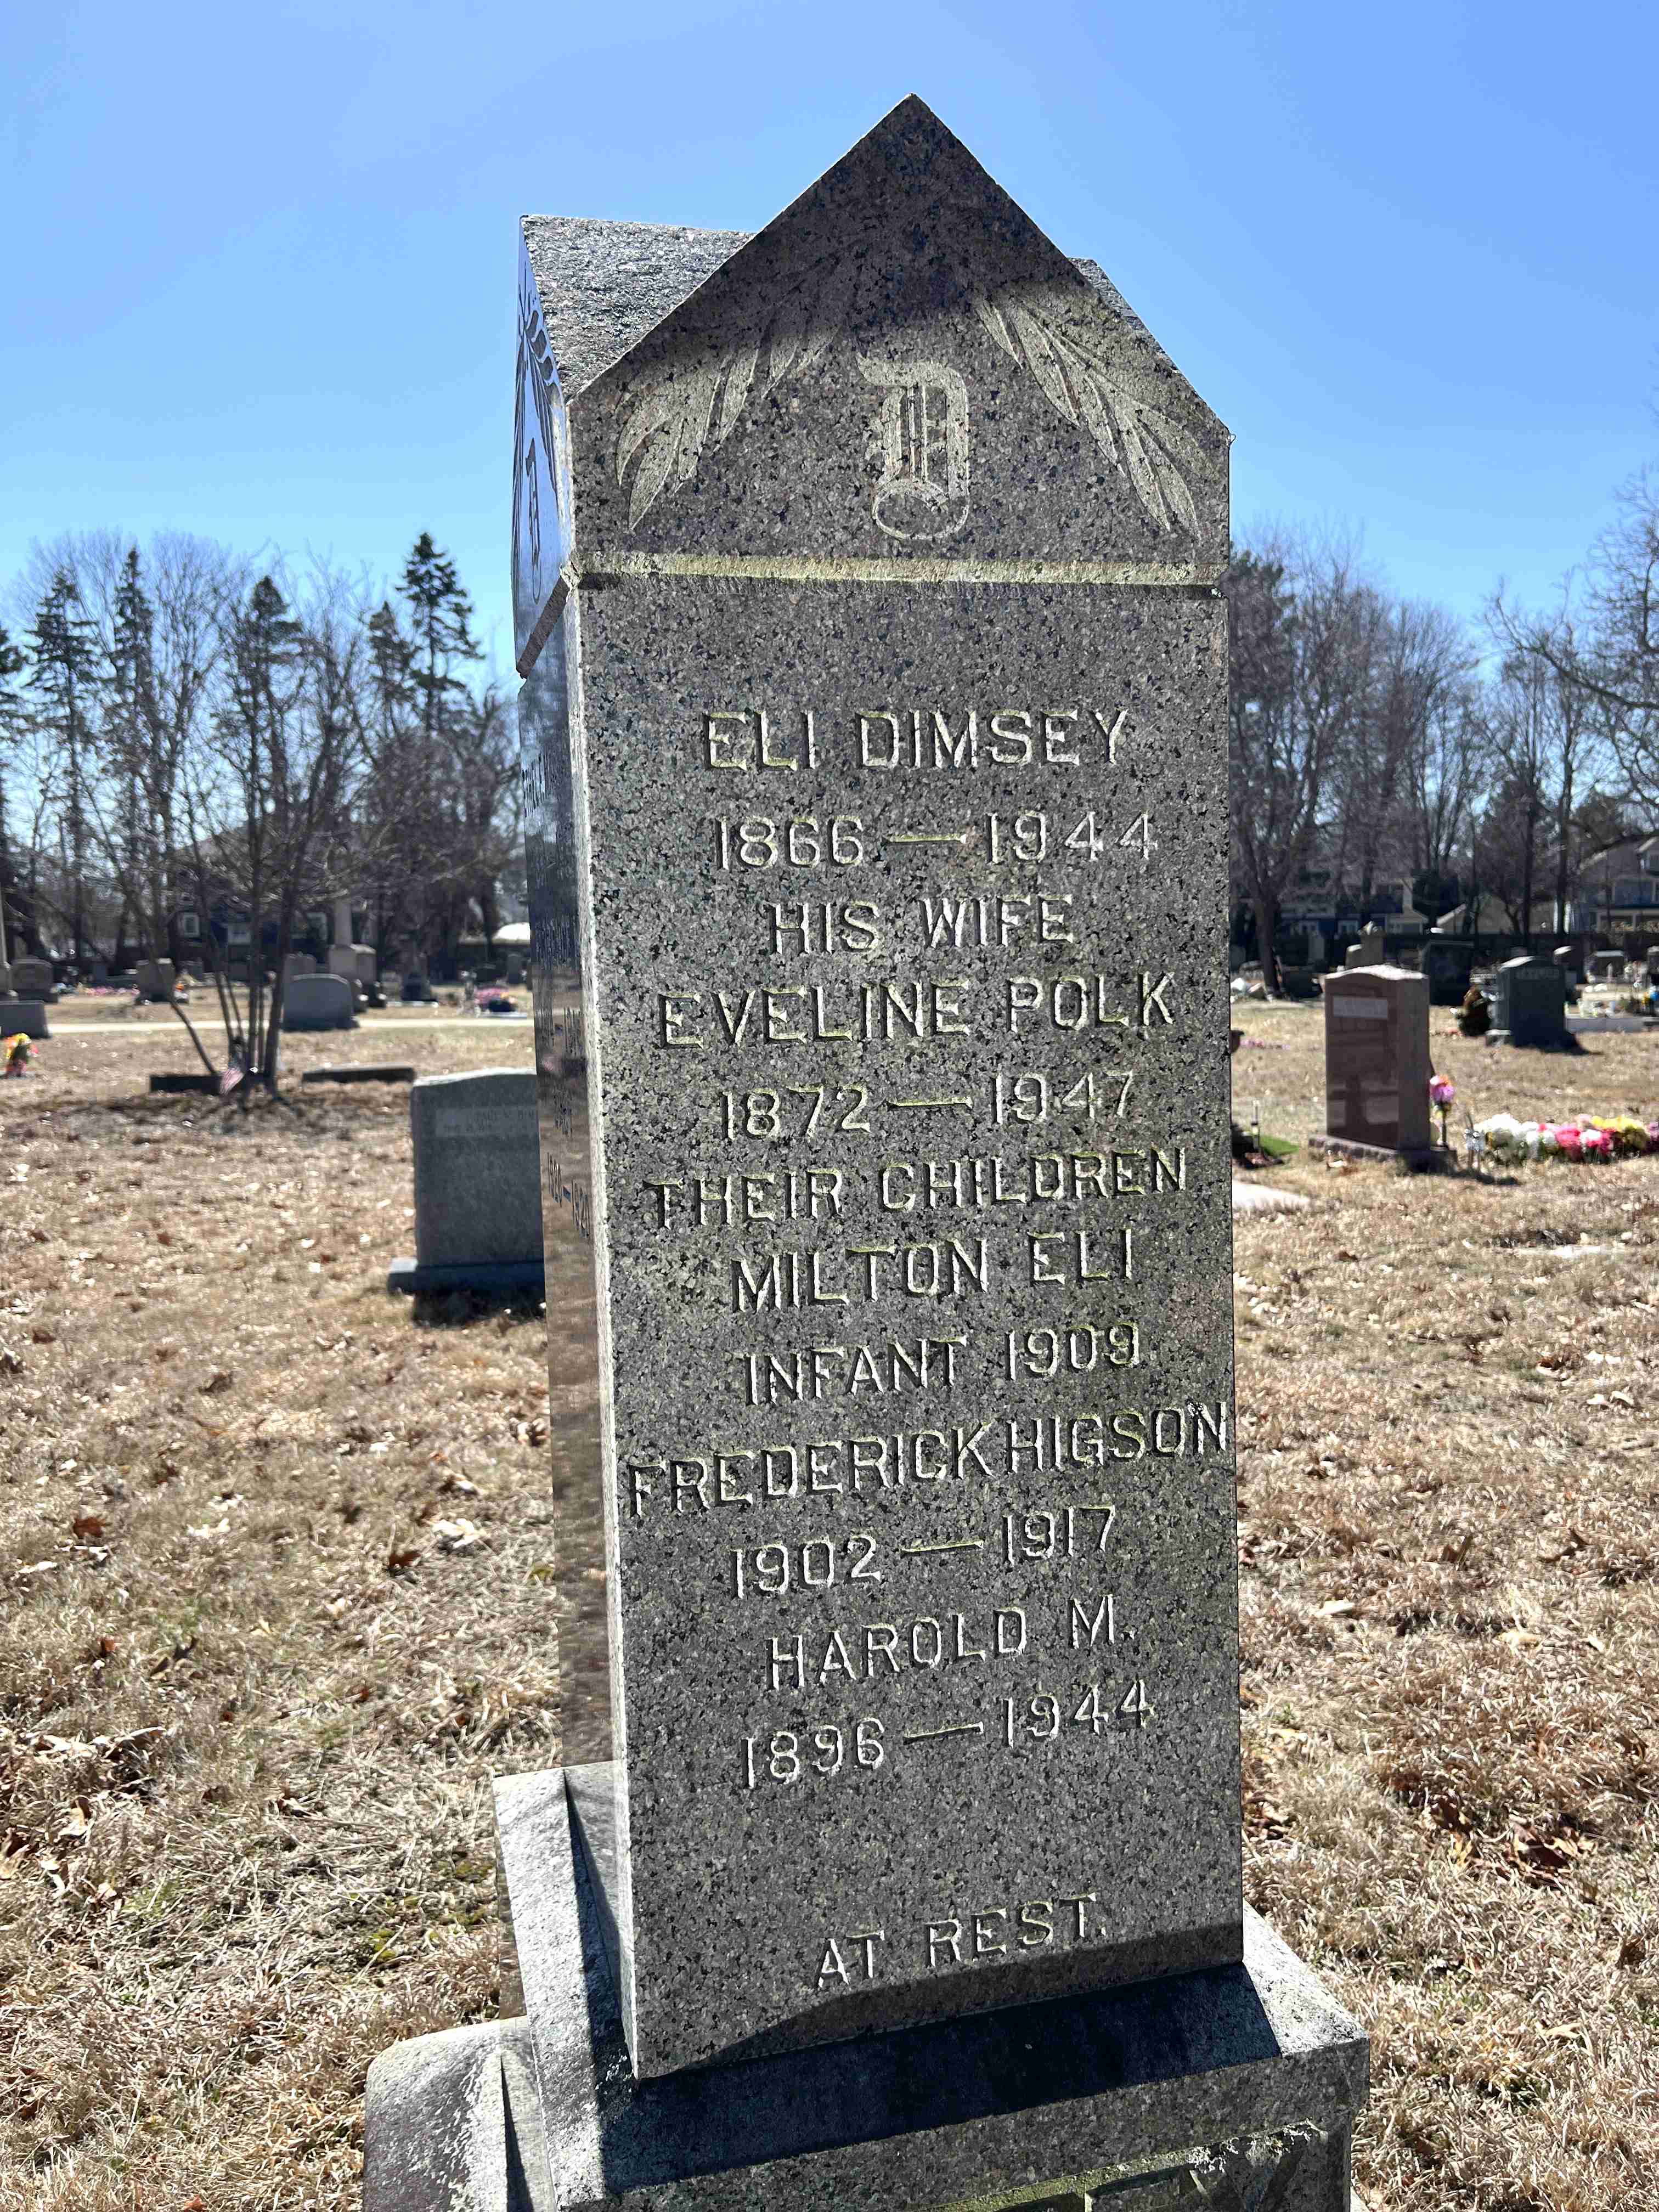 D
ELI DIMSEY
1866 — 1944
HIS WIFE
EVELINE POLK
1872 — 1947
THEIR CHILDREN
MILTON ELI
INFANT 1909
FREDERICK HIGSON
1902 — 1917
HAROLD M.
1896 — 1944
AT REST.